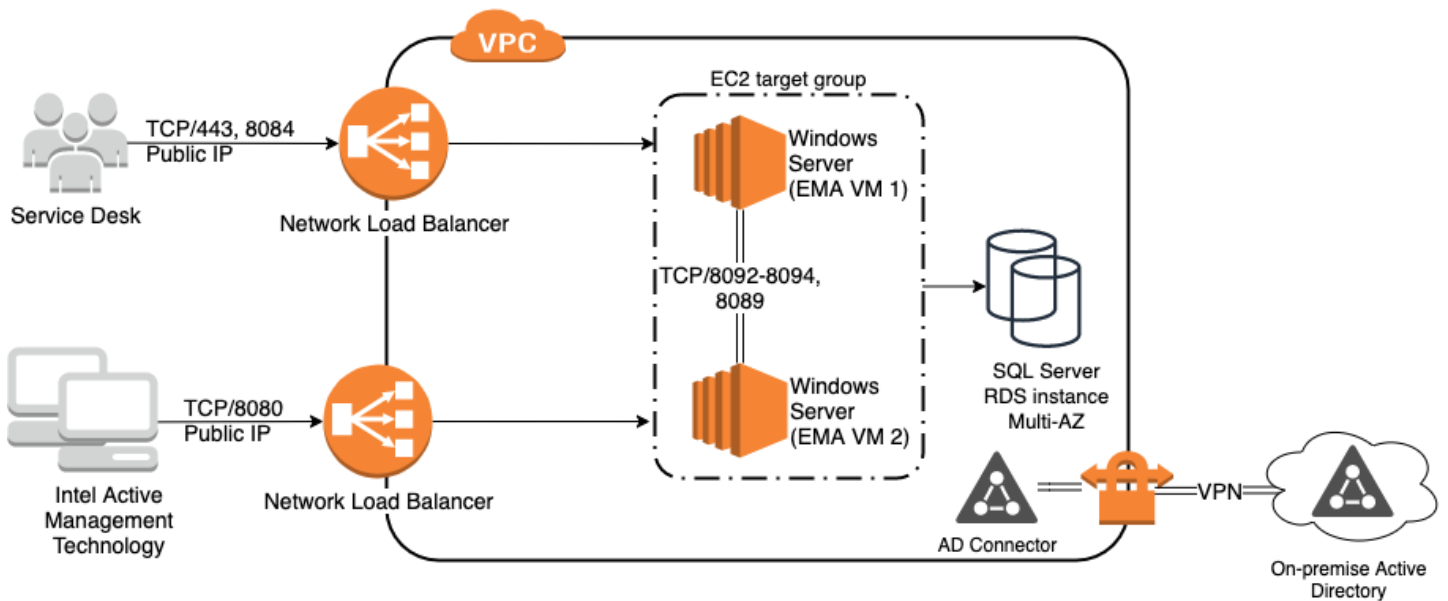 VPC
EC2 target group
TCP/443, 8084
Public IP
Service Desk
Network Load Balancer
Windows
Server
(EMA VM 1)
TCP/8092-8094,
8089
Windows
Server
(EMA VM 2)
SQL Server
RDS instance
Multi-AZ
TCP/8080
Public IP
Intel Active
Management
Technology
Network Load Balancer
AD Connector
VPN
On-premise Active
Directory